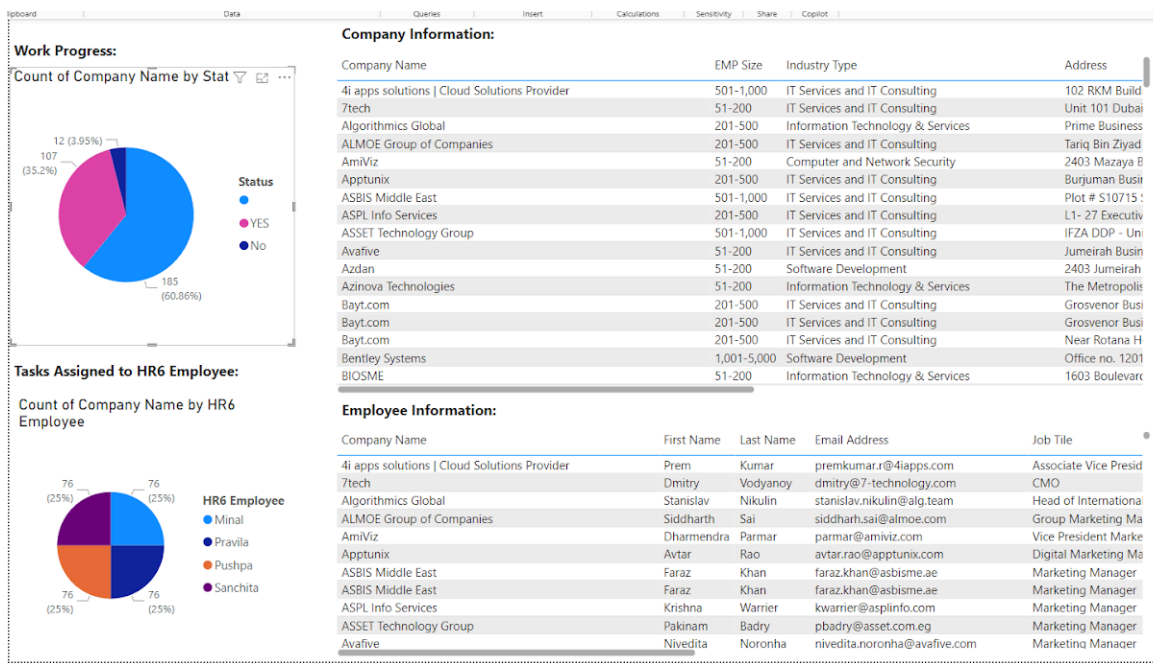 lipboard Data Queries Insert Calculations Sensitivity Share Copilot
Work Progress:
Count of Company Name by Stat
12 (3.95%)
107
(35.2%)
185
(60.86%)
Status
YES
No
Tasks Assigned to HR6 Employee:
Count of Company Name by HR6
Employee
76
(25%)
76
(25%)
76
(25%)
76
(25%)
HR6 Employee
Minal
Pravila
Pushpa
Sanchita
Company Information:
Company Name EMP Size Industry Type Address
4i apps solutions | Cloud Solutions Provider 501-1,000 IT Services and IT Consulting 102 RKM Build
7tech 51-200 IT Services and IT Consulting Unit 101 Dubai
Algorithmics Global 201-500 Information Technology & Services Prime Business
ALMOE Group of Companies 201-500 IT Services and IT Consulting Tariq Bin Ziyad
AmiViz 51-200 Computer and Network Security 2403 Mazaya B
Apptunix 201-500 IT Services and IT Consulting Burjuman Busin
ASBIS Middle East 501-1,000 IT Services and IT Consulting Plot # S10715
ASPL Info Services 201-500 IT Services and IT Consulting L1- 27 Executiv
ASSET Technology Group 501-1,000 IT Services and IT Consulting IFZA DDP - Uni
Avafive 51-200 IT Services and IT Consulting Jumeirah Busin
Azdan 51-200 Software Development 2403 Jumeirah
Azinova Technologies 51-200 Information Technology & Services The Metropolis
Bayt.com 201-500 IT Services and IT Consulting Grosvenor Busi
Bayt.com 201-500 IT Services and IT Consulting Grosvenor Busi
Bayt.com 201-500 IT Services and IT Consulting Near Rotana H
Bentley Systems 1,001-5,000 Software Development Office no. 1201
BIOSME 51-200 Information Technology & Services 1603 Boulevard
Employee Information:
Company Name First Name Last Name Email Address Job Tile
4i apps solutions | Cloud Solutions Provider Prem Kumar premkumar.r@4iapps.com Associate Vice Presid
7tech Dmitry Vodyanoy dmitry@7-technology.com CMO
Algorithmics Global Stanislav Nikulin stanislav.nikulin@alg.team Head of International
ALMOE Group of Companies Siddharth Sai siddharh.sai@almoe.com Group Marketing Ma
AmiViz Dharmendra Parmar parmar@amiviz.com Vice President Marke
Apptunix Avtar Rao avtar.rao@apptunix.com Digital Marketing Ma
ASBIS Middle East Faraz Khan faraz.khan@asbisme.ae Marketing Manager
ASBIS Middle East Faraz Khan faraz.khan@asbisme.ae Marketing Manager
ASPL Info Services Krishna Warrier kwarrier@asplinfo.com Marketing Manager
ASSET Technology Group Pakinam Badry pbadry@asset.com.eg Marketing Manager
Avafive Nivedita Noronha nivedita.noronha@avafive.com Marketing Manager